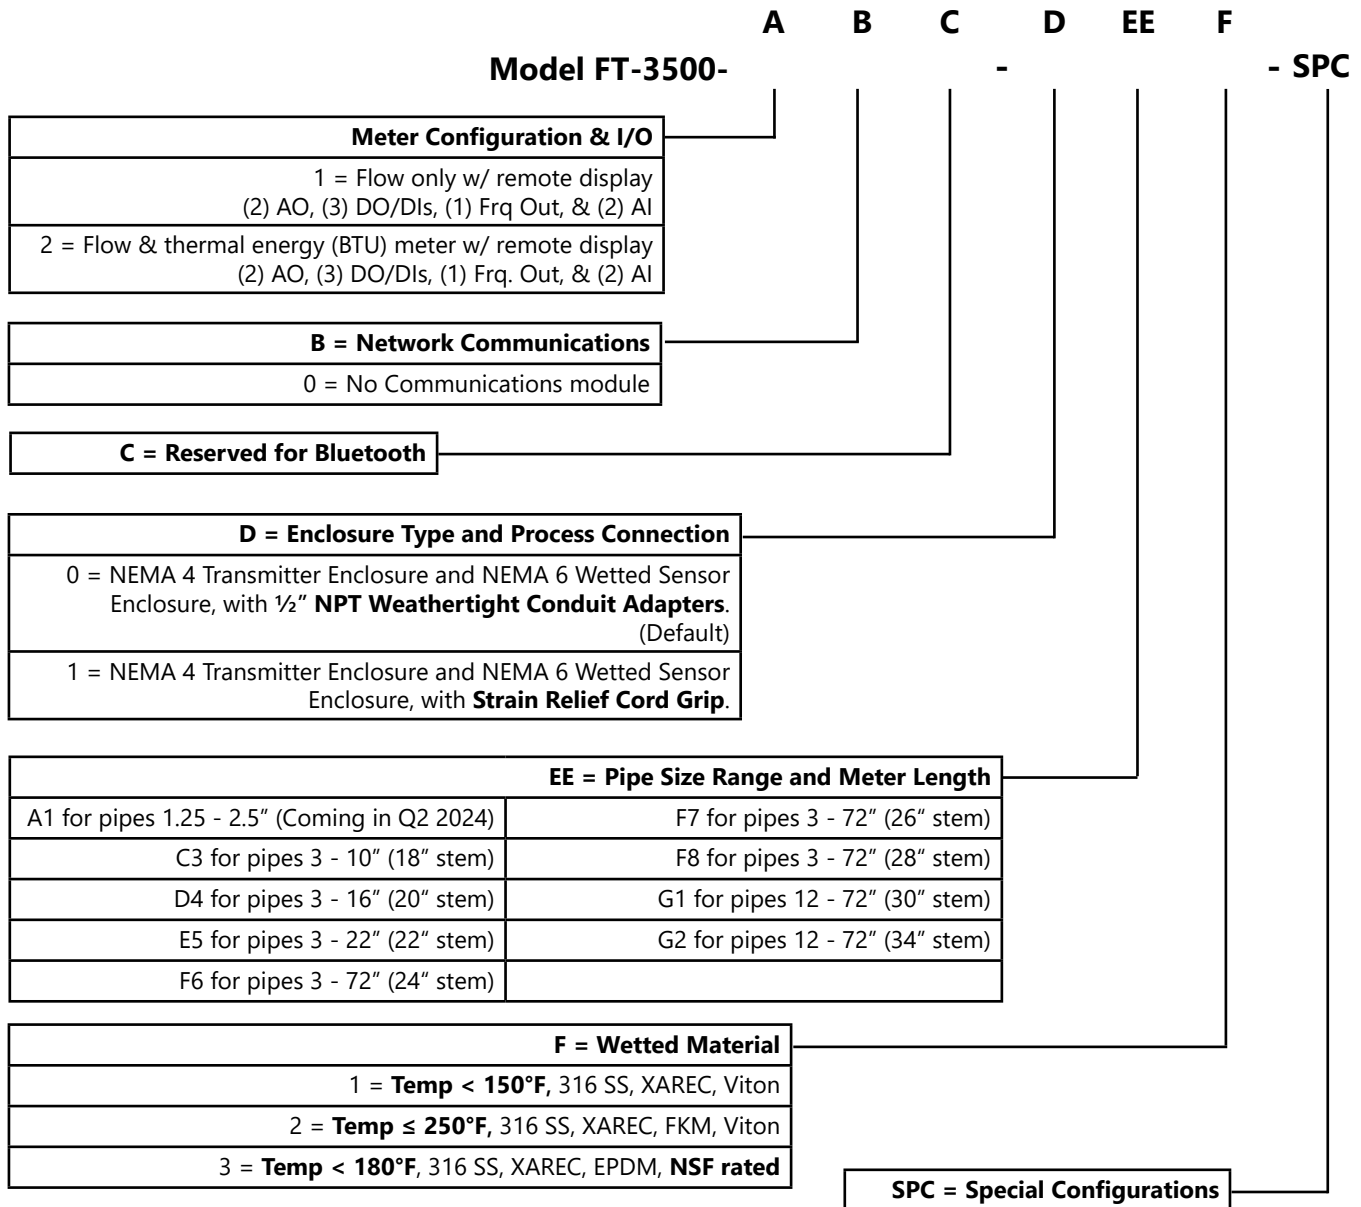 A B C D EE F
Model FT-3500- - - SPC
Meter Configuration & I/O
1 = Flow only w/ remote display
(2) AO, (3) DO/DIs, (1) Frq Out, & (2) AI
2 = Flow & thermal energy (BTU) meter w/ remote display
(2) AO, (3) DO/DIs, (1) Frq. Out, & (2) AI
B = Network Communications
0 = No Communications module
C = Reserved for Bluetooth
D = Enclosure Type and Process Connection
0 = NEMA 4 Transmitter Enclosure and NEMA 6 Wetted Sensor
Enclosure, with ½” NPT Weathertight Conduit Adapters.
(Default)
1 = NEMA 4 Transmitter Enclosure and NEMA 6 Wetted Sensor
Enclosure, with Strain Relief Cord Grip.
EE = Pipe Size Range and Meter Length
A1 for pipes 1.25 - 2.5” (Coming in Q2 2024) F7 for pipes 3 - 72” (26“ stem)
C3 for pipes 3 - 10” (18” stem) F8 for pipes 3 - 72” (28“ stem)
D4 for pipes 3 - 16” (20“ stem) G1 for pipes 12 - 72” (30“ stem)
E5 for pipes 3 - 22” (22“ stem) G2 for pipes 12 - 72” (34“ stem)
F6 for pipes 3 - 72” (24“ stem)
F = Wetted Material
1 = Temp < 150°F, 316 SS, XAREC, Viton
2 = Temp ≤ 250°F, 316 SS, XAREC, FKM, Viton
3 = Temp < 180°F, 316 SS, XAREC, EPDM, NSF rated
SPC = Special Configurations